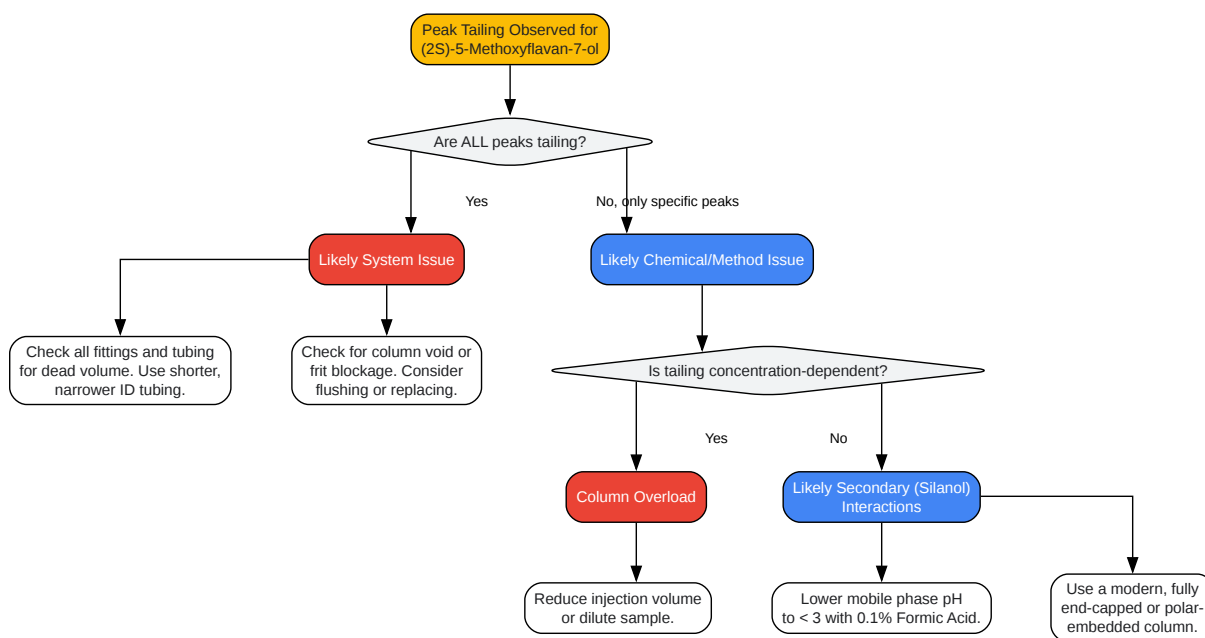 Peak Tailing Observed for
(2S)-5-Methoxyflavan-7-ol
Are ALL peaks tailing?
Yes
No, only specific peaks
Likely System Issue
Likely Chemical/Method Issue
Check all fittings and tubing
for dead volume. Use shorter,
narrower ID tubing.
Check for column void or
frit blockage. Consider
flushing or replacing.
Is tailing concentration-dependent?
Yes
No
Column Overload
Likely Secondary (Silanol)
Interactions
Reduce injection volume
or dilute sample.
Lower mobile phase pH
to < 3 with 0.1% Formic Acid.
Use a modern, fully
end-capped or polar-
embedded column.